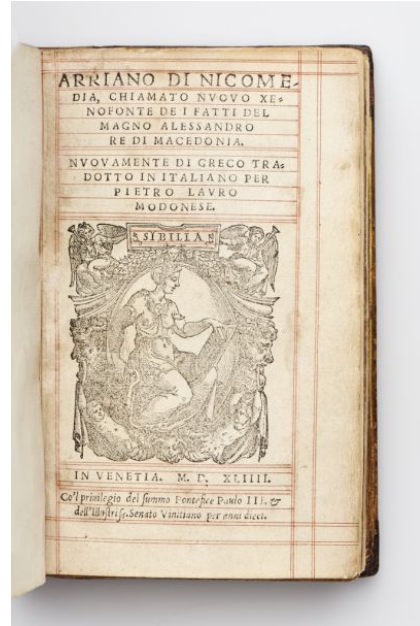 ARRIANO DI NICOME-
DIA, CHIAMATO NVOVO XE=
NOFONTE DE I FATTI DEL
MAGNO ALESSANDRO
RE DI MACEDONIA.
NVOVAMENTE DI GRECO TRA=
DOTTO IN ITALIANO PER
PIETRO LAVRO
MODONESE.
SIBILIA
IN VENETIA. M. D. XLIIII.
Co'l priuilegio del summo Pontefice Paulo III. &
dell'Illustriss. Senato Vinitiano per anni dieci.